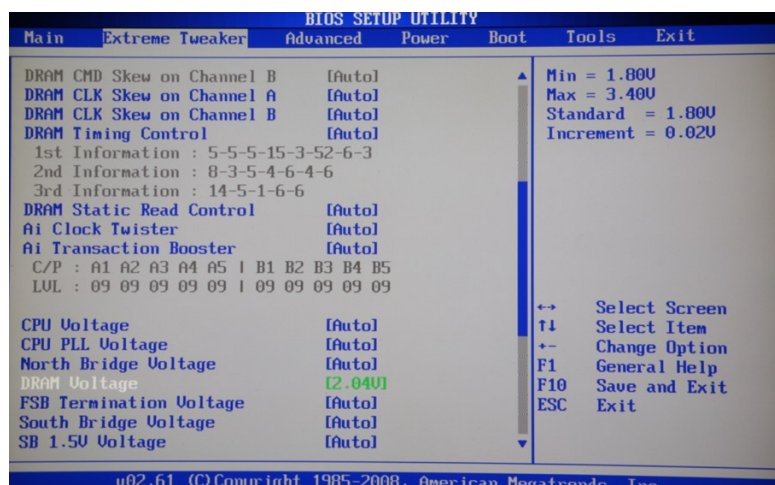 BIOS SETUP UTILITY
Main Extreme Tweaker Advanced Power Boot Tools Exit
DRAM CMD Skew on Channel B [Auto]
DRAM CLK Skew on Channel A [Auto]
DRAM CLK Skew on Channel B [Auto]
DRAM Timing Control [Auto]
1st Information : 5-5-5-15-3-52-6-3
2nd Information : 8-3-5-4-6-4-6
3rd Information : 14-5-1-6-6
DRAM Static Read Control [Auto]
Ai Clock Twister [Auto]
Ai Transaction Booster [Auto]
C/P : A1 A2 A3 A4 A5 | B1 B2 B3 B4 B5
LVL : 09 09 09 09 09 | 09 09 09 09 09
CPU Voltage [Auto]
CPU PLL Voltage [Auto]
North Bridge Voltage [Auto]
DRAM Voltage [2.04V]
FSB Termination Voltage [Auto]
South Bridge Voltage [Auto]
SB 1.5V Voltage [Auto]
Min = 1.80V
Max = 3.40V
Standard = 1.80V
Increment = 0.02V
↔ Select Screen
↑↓ Select Item
+- Change Option
F1 General Help
F10 Save and Exit
ESC Exit
v02.61 (C)Copyright 1985-2008, American Megatrends, Inc.